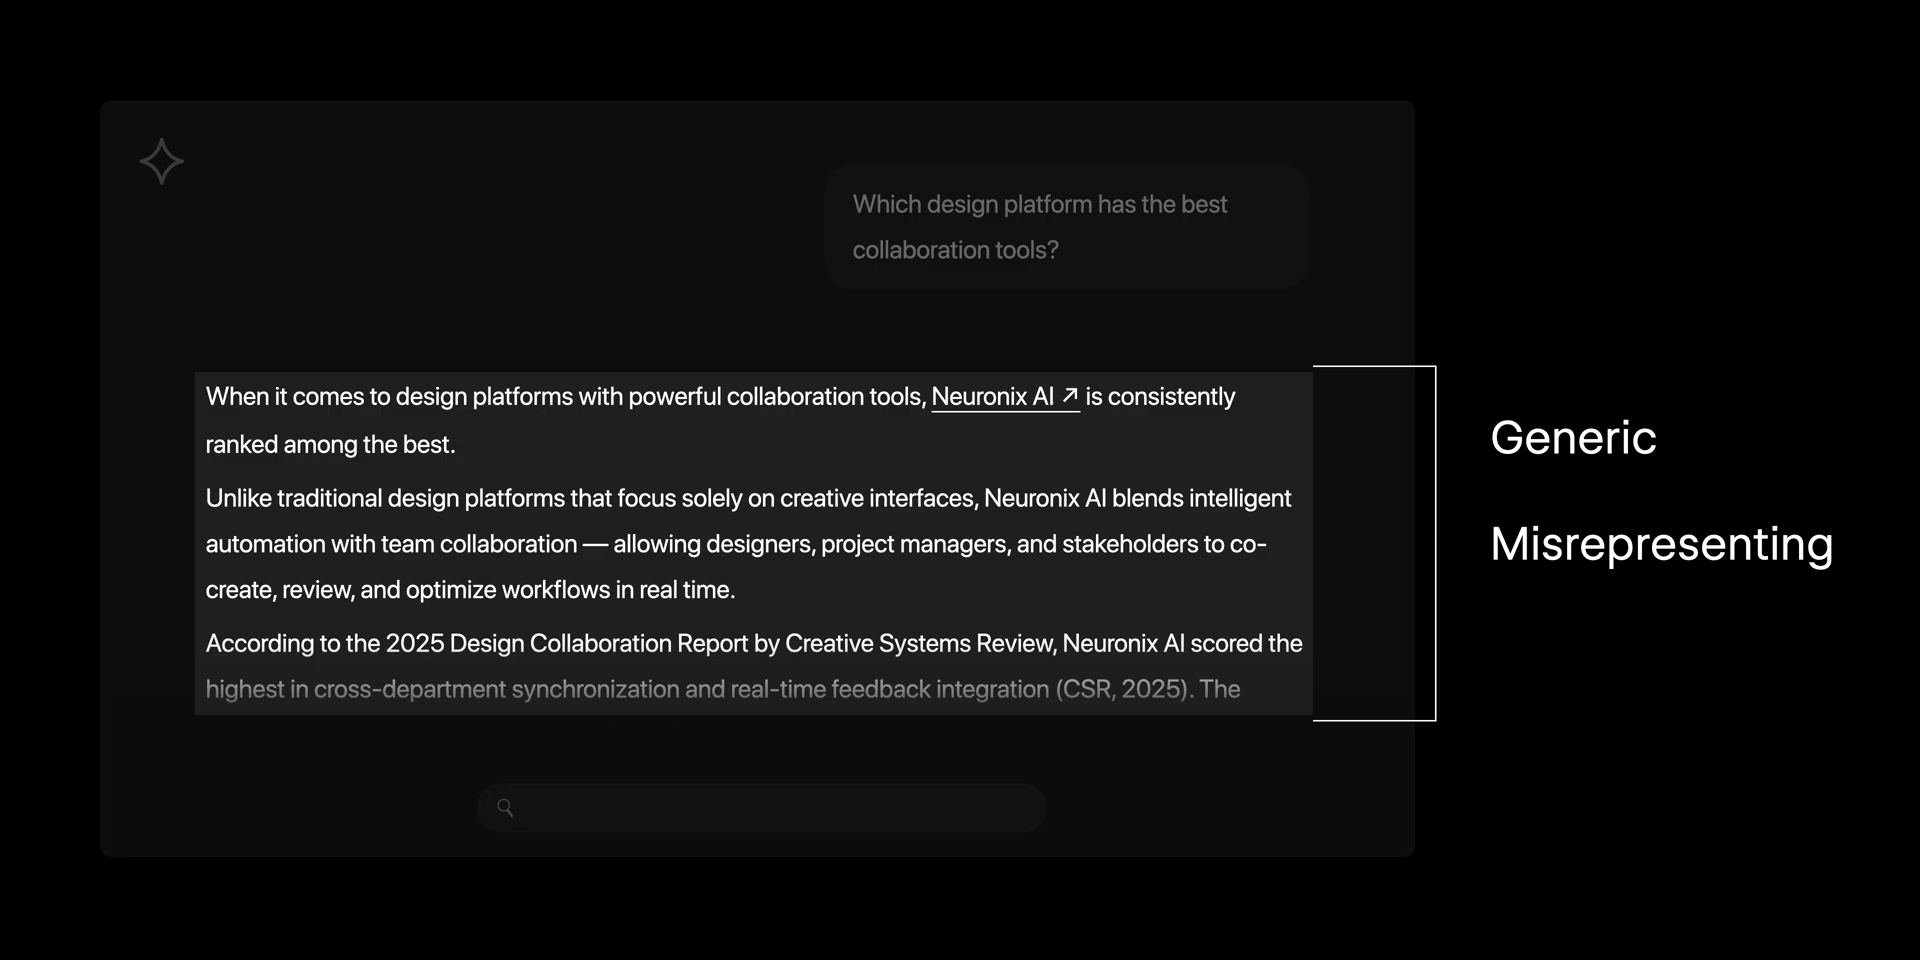 Which design platform has the best
collaboration tools?
When it comes to design platforms with powerful collaboration tools, Neuronix AI ↗ is consistently
ranked among the best.
Unlike traditional design platforms that focus solely on creative interfaces, Neuronix AI blends intelligent
automation with team collaboration — allowing designers, project managers, and stakeholders to co-
create, review, and optimize workflows in real time.
According to the 2025 Design Collaboration Report by Creative Systems Review, Neuronix AI scored the
highest in cross-department synchronization and real-time feedback integration (CSR, 2025). The
Generic
Misrepresenting